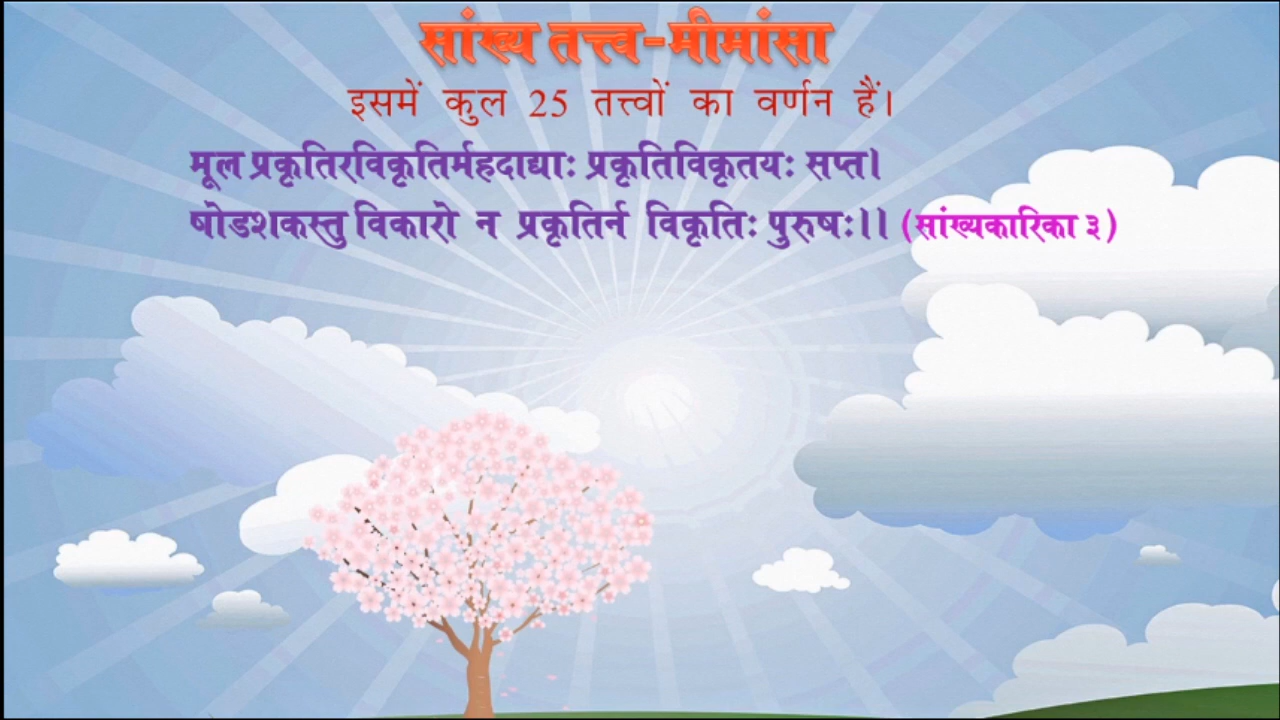 सांख्य तत्त्व-मीमांसा
इसमें कुल 25 तत्त्वों का वर्णन हैं।
मूल प्रकृतिरविकृतिर्महदाद्याः प्रकृतिविकृतयः सप्त।
षोडशकस्तु विकारो न प्रकृतिर्न विकृतिः पुरुषः।। (सांख्यकारिका ३)